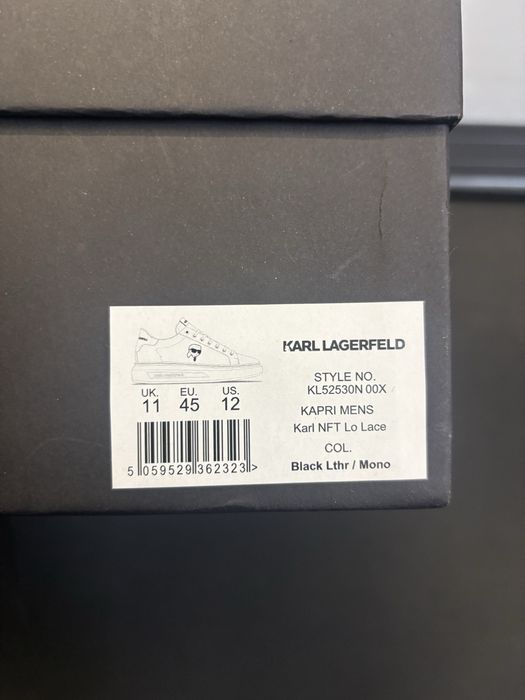 KARL LAGERFELD
STYLE NO.
KL52530N 00X
KAPRI MENS
Karl NFT Lo Lace
COL.
Black Lthr / Mono
UK. EU. US.
11 45 12
5 059529 362323 >